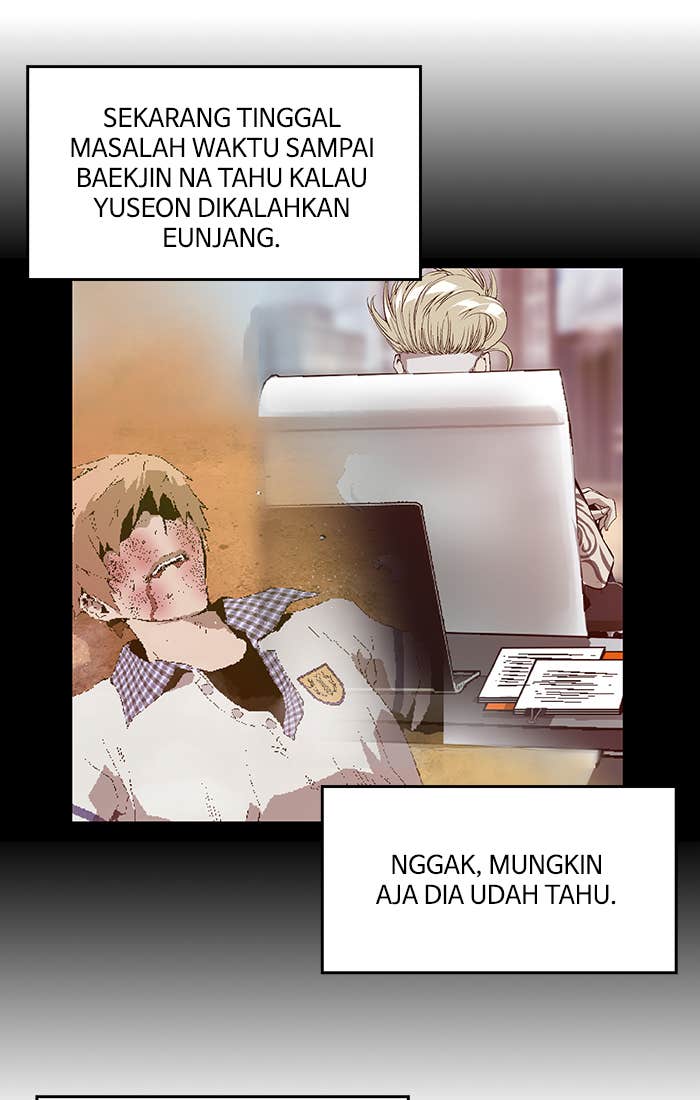 SEKARANG TINGGAL
MASALAH WAKTU SAMPAI
BAEKJIN NA TAHU KALAU
YUSEON DIKALAHKAN
EUNJANG.
NGGAK, MUNGKIN
AJA DIA UDAH TAHU.